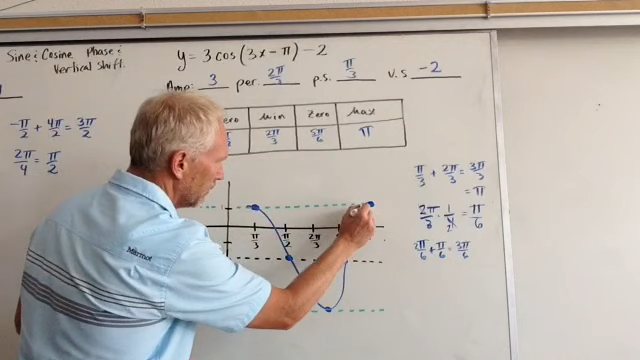 Sine & Cosine Phase &
Vertical Shift.
y = 3 cos(3x - π) - 2
Amp: 3 per. 2π/3 p.s. π/3 v.s -2
-π/2 + 4π/2 = 3π/2
2π/4 = π/2
Min Zero Max
2π/3 5π/6 π
π/3 + 2π/3 = 3π/3
= π
2π/3 · 1/4 = π/6
2π/6 + π/6 = 3π/6
π/3 π/2 2π/3
Marmot